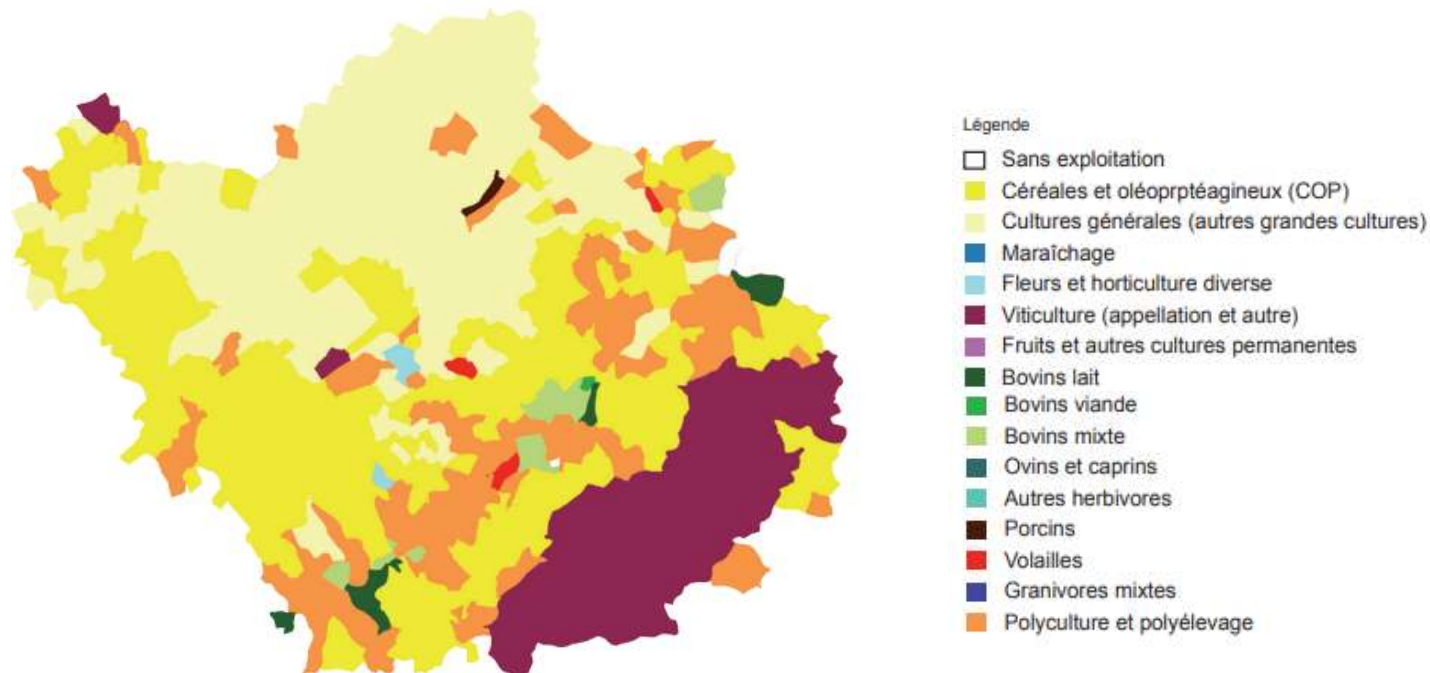 Légende
Sans exploitation
Céréales et oléoprptéagineux (COP)
Cultures générales (autres grandes cultures)
Maraîchage
Fleurs et horticulture diverse
Viticulture (appellation et autre)
Fruits et autres cultures permanentes
Bovins lait
Bovins viande
Bovins mixte
Ovins et caprins
Autres herbivores
Porcins
Volailles
Granivores mixtes
Polyculture et polyélevage